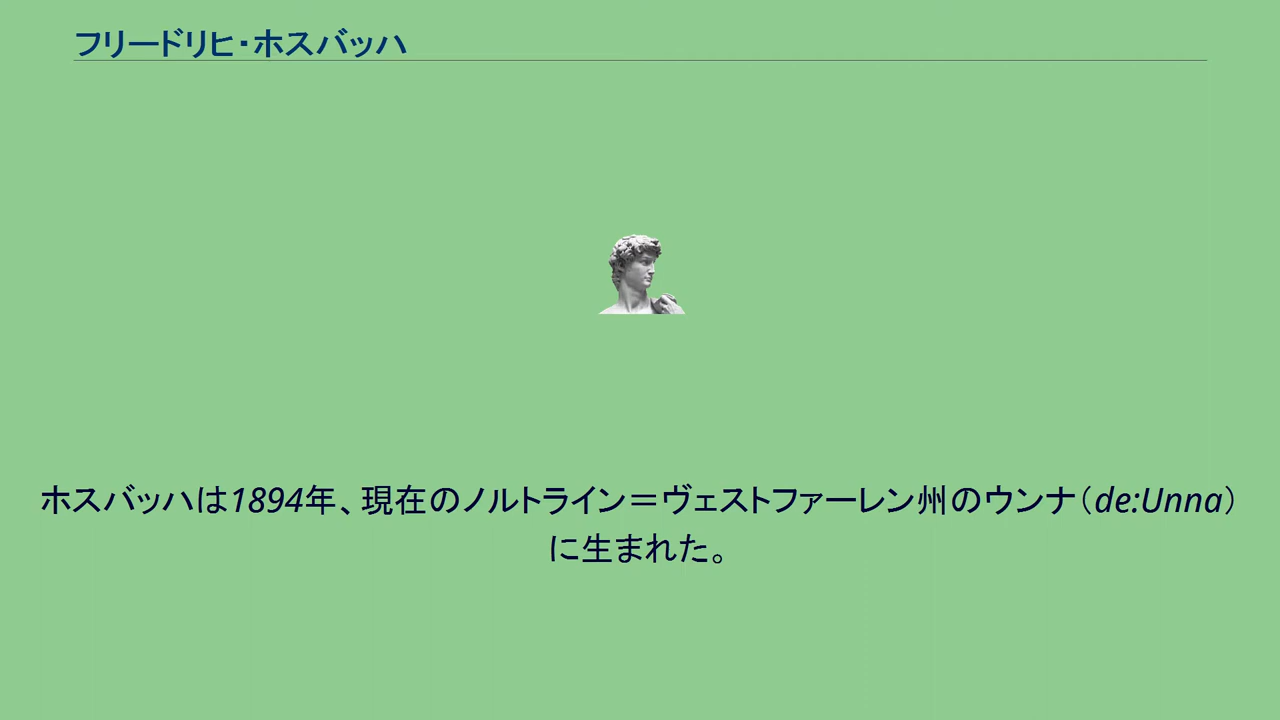 フリードリヒ・ホスバッハ
ホスバッハは1894年、現在のノルトライン＝ヴェストファーレン州のウンナ（de:Unna）
に生まれた。